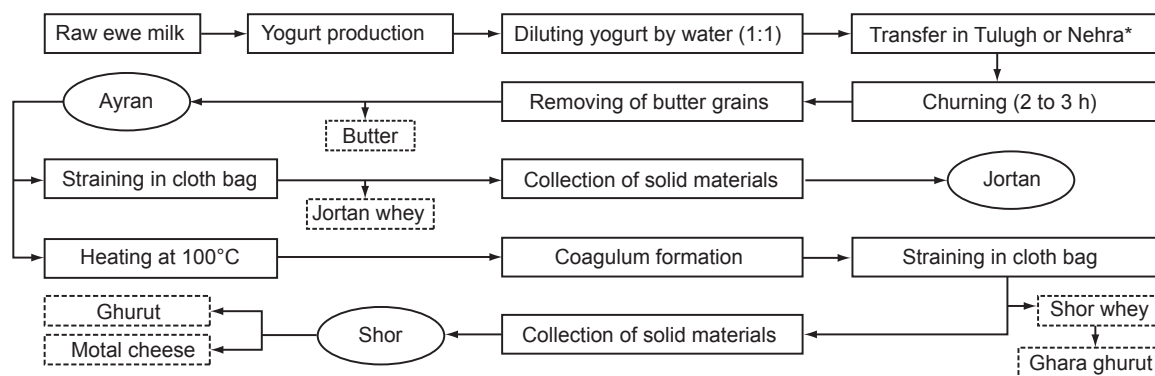 Raw ewe milk
Yogurt production
Diluting yogurt by water (1:1)
Transfer in Tulugh or Nehra*
Churning (2 to 3 h)
Removing of butter grains
Butter
Ayran
Straining in cloth bag
Jortan whey
Collection of solid materials
Jortan
Heating at 100°C
Coagulum formation
Straining in cloth bag
Shor whey
Ghara ghurut
Collection of solid materials
Shor
Ghurut
Motal cheese